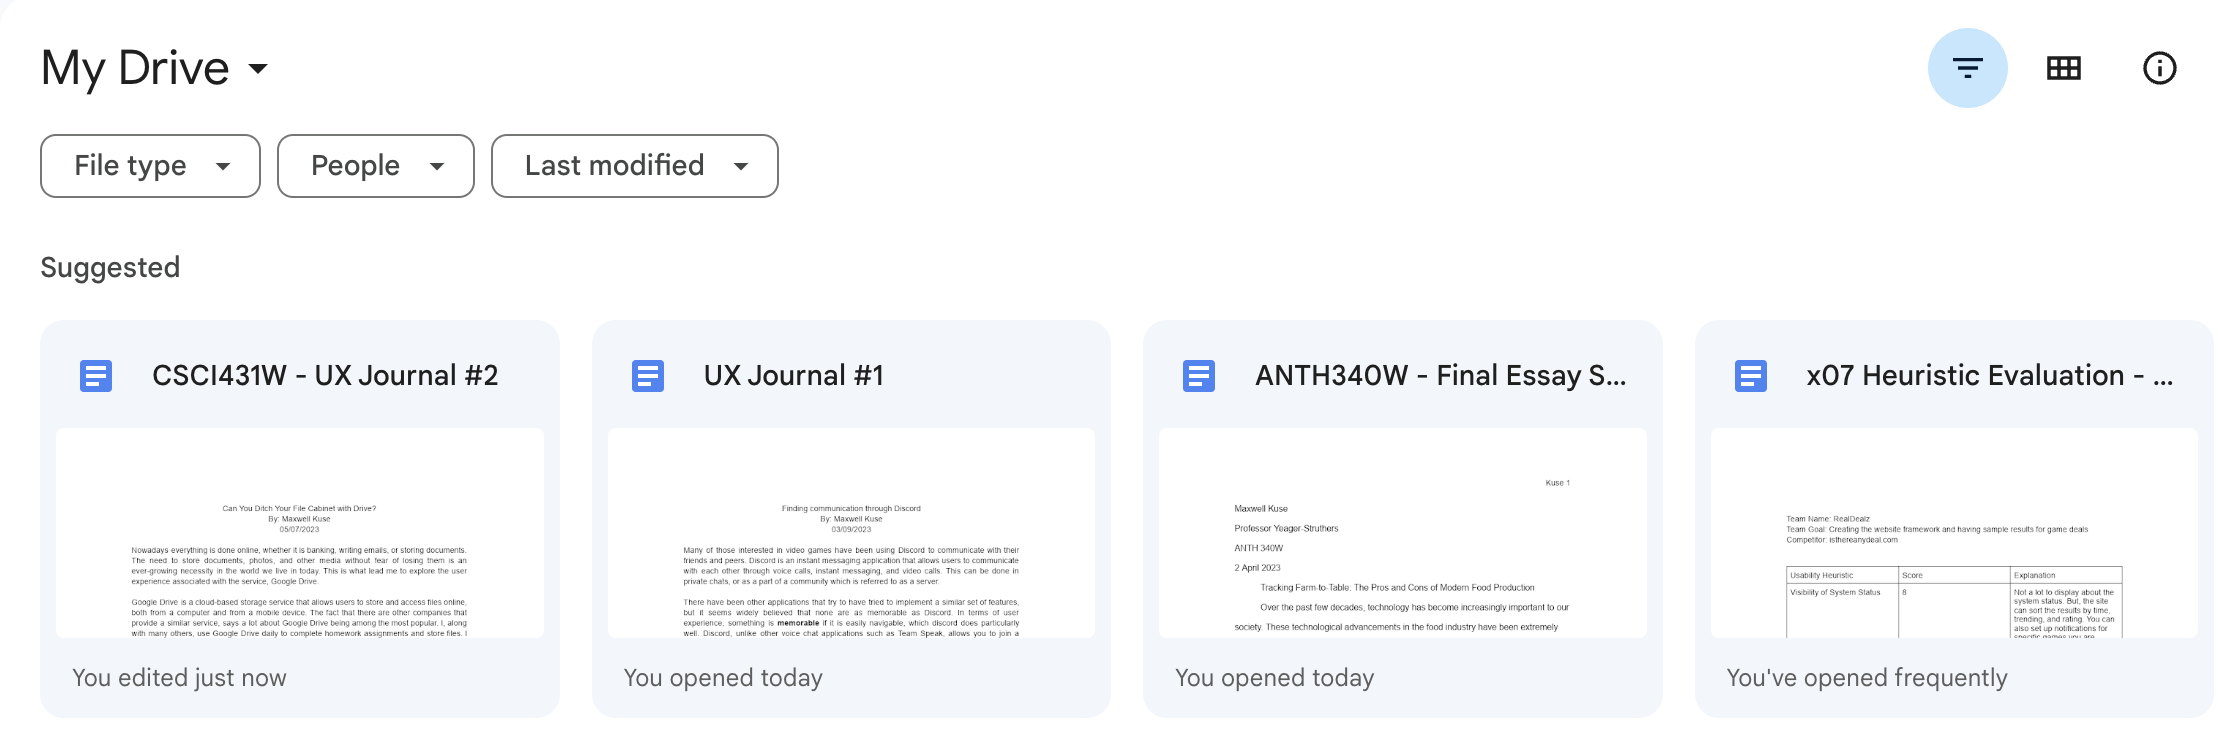 My Drive
File type
People
Last modified
Suggested
CSCI431W - UX Journal #2
Can You Ditch Your File Cabinet with Drive?
By: Maxwell Kuse
05/07/2023
Nowadays everything is done online, whether it is banking, writing emails, or storing documents.
The need to store documents, photos, and other media without fear of losing them is an
ever-growing necessity in the world we live in today. This is what lead me to explore the user
experience associated with the service, Google Drive.
Google Drive is a cloud-based storage service that allows users to store and access files online,
both from a computer and from a mobile device. The fact that there are other companies that
provide a similar service, says a lot about Google Drive being among the most popular. I, along
with many others, use Google Drive daily to complete homework assignments and store files. I
You edited just now
UX Journal #1
Finding communication through Discord
By: Maxwell Kuse
03/09/2023
Many of those interested in video games have been using Discord to communicate with their
friends and peers. Discord is an instant messaging application that allows users to communicate
with each other through voice calls, instant messaging, and video calls. This can be done in
private chats, or as a part of a community which is referred to as a server.
There have been other applications that try to have tried to implement a similar set of features,
but it seems widely believed that none are as memorable as Discord. In terms of user
experience, something is memorable if it is easily navigable, which discord does particularly
well. Discord, unlike other voice chat applications such as Team Speak, allows you to join a
You opened today
ANTH340W - Final Essay S...
Kuse 1
Maxwell Kuse
Professor Yeager-Struthers
ANTH 340W
2 April 2023
Tracking Farm-to-Table: The Pros and Cons of Modern Food Production
Over the past few decades, technology has become increasingly important to our
society. These technological advancements in the food industry have been extremely
You opened today
x07 Heuristic Evaluation - ...
Team Name: RealDealz
Team Goal: Creating the website framework and having sample results for game deals
Competitor: isthereanydeal.com
Usability Heuristic
Score
Explanation
Visibility of System Status
8
Not a lot to display about the
system status. But, the site
can sort the results by time,
trending, and rating. You can
also set up notifications for
specific games you are
You've opened frequently